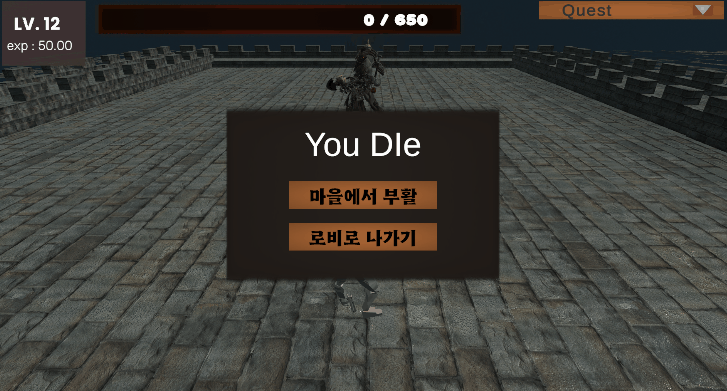 LV. 12
exp : 50.00
0 / 650
Quest
You DIe
마을에서 부활
로비로 나가기